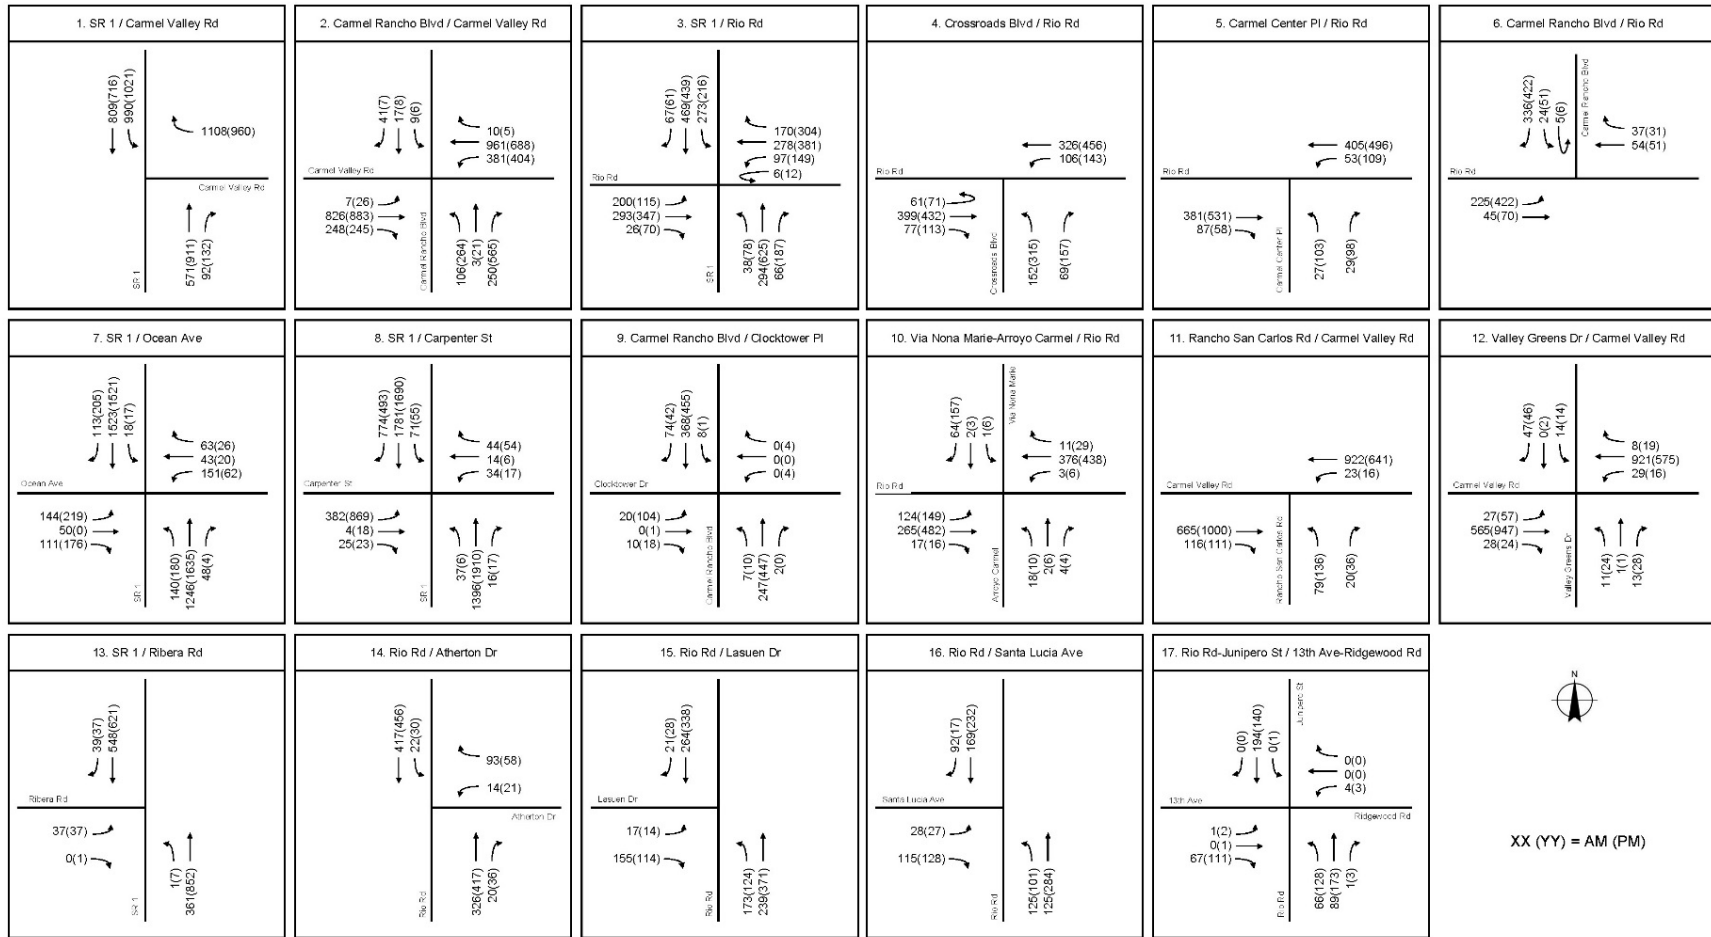 1. SR 1 / Carmel Valley Rd
809(716)
990(1021)
1108(960)
Carmel Valley Rd
SR 1
571(911)
92(132)
2. Carmel Rancho Blvd / Carmel Valley Rd
41(7)
17(8)
9(6)
10(5)
961(688)
381(404)
Carmel Valley Rd
7(26)
826(883)
248(245)
Carmel Rancho Blvd
106(264)
3(21)
250(565)
3. SR 1 / Rio Rd
67(61)
469(439)
273(216)
170(304)
278(381)
97(149)
6(12)
Rio Rd
200(115)
293(347)
26(70)
SR 1
38(78)
294(625)
66(187)
4. Crossroads Blvd / Rio Rd
326(456)
106(143)
Rio Rd
61(71)
399(432)
77(113)
Crossroads Blvd
152(315)
69(157)
5. Carmel Center Pl / Rio Rd
405(496)
53(109)
Rio Rd
381(531)
87(58)
Carmel Center Pl
27(103)
29(98)
6. Carmel Rancho Blvd / Rio Rd
336(422)
24(51)
5(6)
Carmel Rancho Blvd
37(31)
54(51)
Rio Rd
225(422)
45(70)
7. SR 1 / Ocean Ave
113(205)
1523(1521)
18(17)
63(26)
43(20)
151(62)
Ocean Ave
144(219)
50(0)
111(176)
SR 1
140(180)
1246(1635)
48(4)
8. SR 1 / Carpenter St
774(493)
1781(1690)
71(55)
44(54)
14(6)
34(17)
Carpenter St
382(869)
4(18)
25(23)
SR 1
37(6)
1396(1910)
16(17)
9. Carmel Rancho Blvd / Clocktower Pl
74(42)
368(455)
8(1)
0(4)
0(0)
0(4)
Clocktower Dr
20(104)
0(1)
10(18)
Carmel Rancho Blvd
7(10)
247(447)
2(0)
10. Via Nona Marie-Arroyo Carmel / Rio Rd
64(157)
2(3)
1(6)
Via Nona Marie
11(29)
376(438)
3(6)
Rio Rd
124(149)
265(482)
17(16)
Arroyo Carmel
18(10)
2(6)
4(4)
11. Rancho San Carlos Rd / Carmel Valley Rd
922(641)
23(16)
Carmel Valley Rd
665(1000)
116(111)
Rancho San Carlos Rd
79(136)
20(36)
12. Valley Greens Dr / Carmel Valley Rd
47(46)
0(2)
14(14)
8(19)
921(575)
29(16)
Carmel Valley Rd
27(57)
565(947)
28(24)
Valley Greens Dr
11(24)
1(1)
13(28)
13. SR 1 / Ribera Rd
39(37)
548(621)
Ribera Rd
37(37)
0(1)
SR 1
1(7)
361(852)
14. Rio Rd / Atherton Dr
417(456)
22(30)
93(58)
14(21)
Atherton Dr
Rio Rd
326(417)
20(36)
15. Rio Rd / Lasuen Dr
21(28)
264(338)
Lasuen Dr
17(14)
155(114)
Rio Rd
173(124)
239(371)
16. Rio Rd / Santa Lucia Ave
92(17)
169(232)
Santa Lucia Ave
28(27)
115(128)
Rio Rd
125(101)
125(284)
17. Rio Rd-Junipero St / 13th Ave-Ridgewood Rd
0(0)
194(140)
0(1)
Junipero St
0(0)
0(0)
4(3)
13th Ave
Ridgewood Rd
1(2)
0(1)
67(111)
Rio Rd
66(128)
89(173)
1(3)
N
XX (YY) = AM (PM)